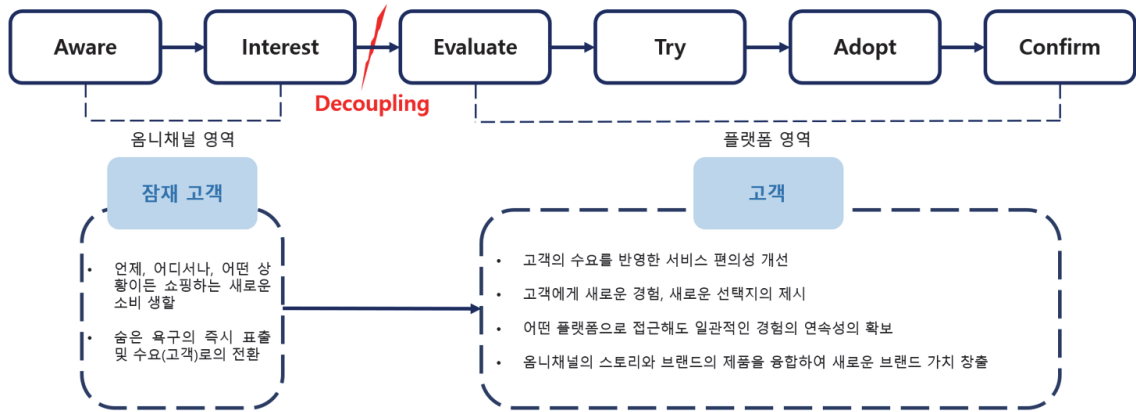 Aware
Interest
Evaluate
Try
Adopt
Confirm
Decoupling
옴니채널 영역
플랫폼 영역
잠재 고객
고객
• 언제, 어디서나, 어떤 상
황이든 쇼핑하는 새로운
소비 생할
• 숨은 욕구의 즉시 표출
및 수요(고객)로의 전환
• 고객의 수요를 반영한 서비스 편의성 개선
• 고객에게 새로운 경험, 새로운 선택지의 제시
• 어떤 플랫폼으로 접근해도 일관적인 경험의 연속성의 확보
• 옴니채널의 스토리와 브랜드의 제품을 융합하여 새로운 브랜드 가치 창출